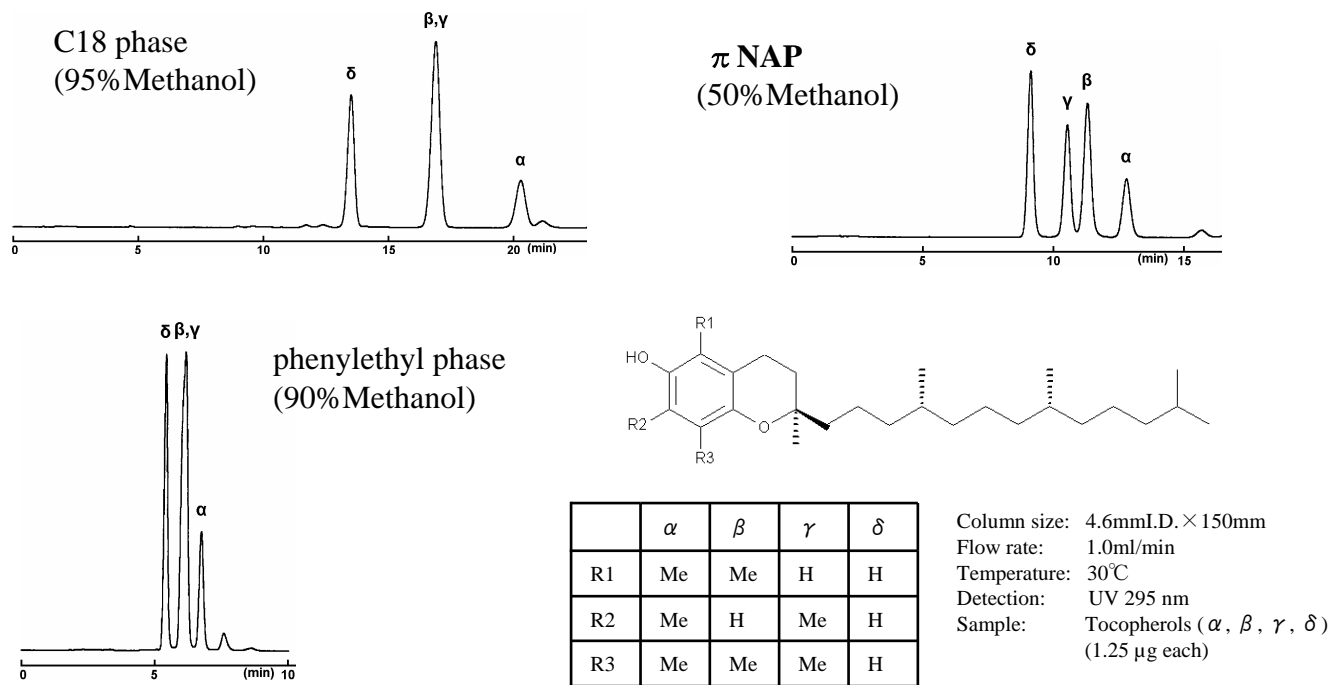 C18 phase
(95%Methanol)
δ
β,γ
α
0 5 10 15 20 (min)
π NAP
(50%Methanol)
δ
γ
β
α
0 5 10 (min) 15
δ β,γ
α
0 5 (min) 10
phenylethyl phase
(90%Methanol)
R1
HO
R2
O
R3
α β γ δ
R1 Me Me H H
R2 Me H Me H
R3 Me Me Me H
Column size: 4.6mmI.D.×150mm
Flow rate: 1.0ml/min
Temperature: 30℃
Detection: UV 295 nm
Sample: Tocopherols (α, β, γ, δ)
(1.25 µg each)